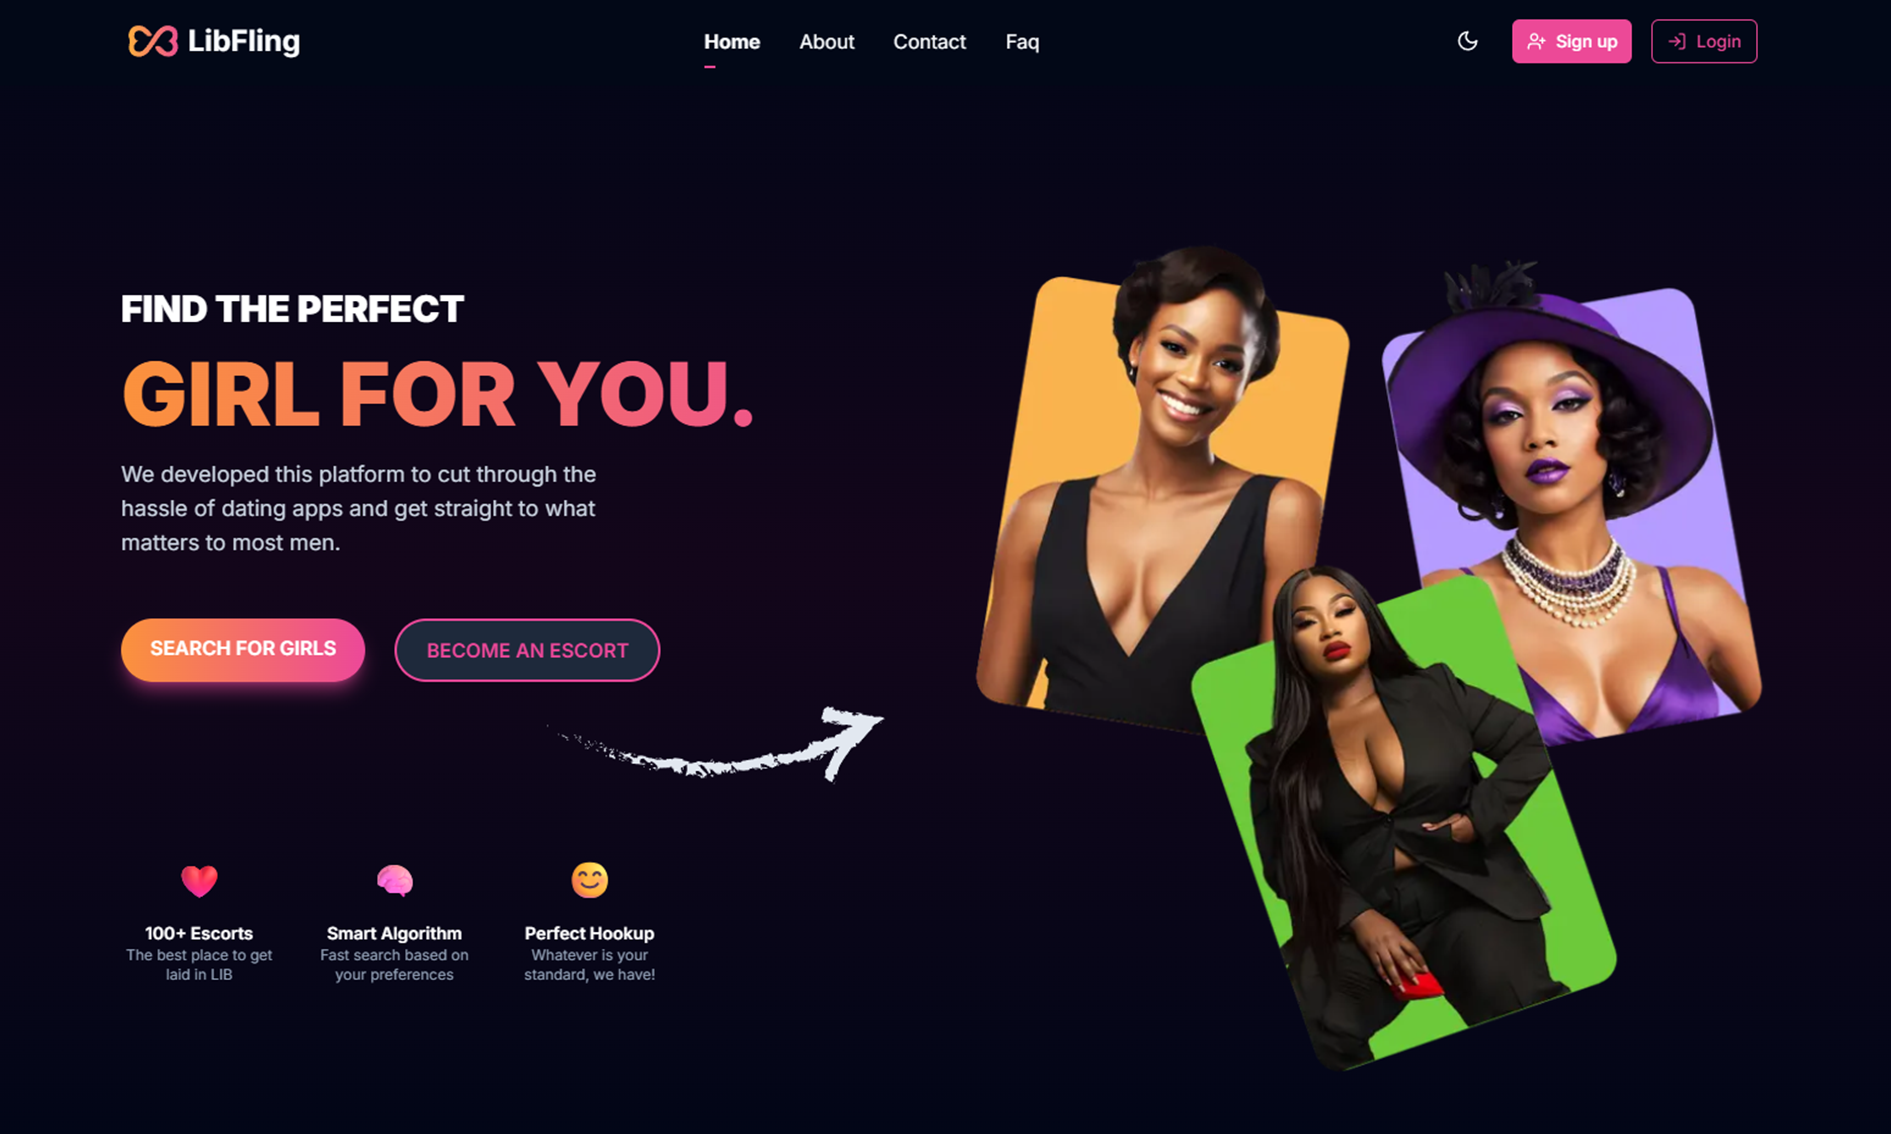 LibFling
Home
About
Contact
Faq
Sign up
Login
FIND THE PERFECT
GIRL FOR YOU.
We developed this platform to cut through the
hassle of dating apps and get straight to what
matters to most men.
SEARCH FOR GIRLS
BECOME AN ESCORT
100+ Escorts
The best place to get
laid in LIB
Smart Algorithm
Fast search based on
your preferences
Perfect Hookup
Whatever is your
standard, we have!